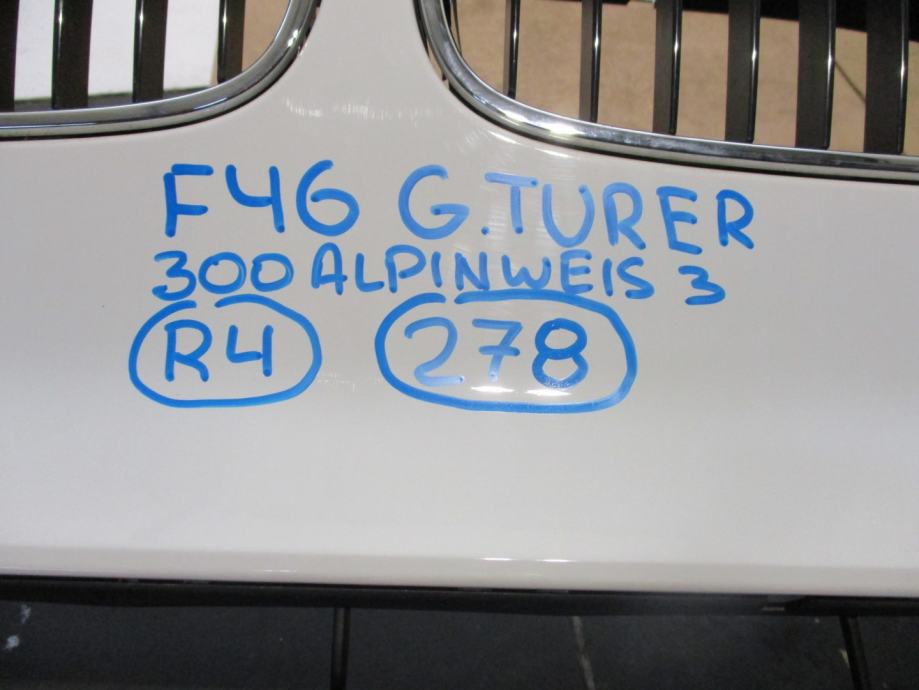 F46 G.TURER
300 ALPINWEIS 3
R4 278